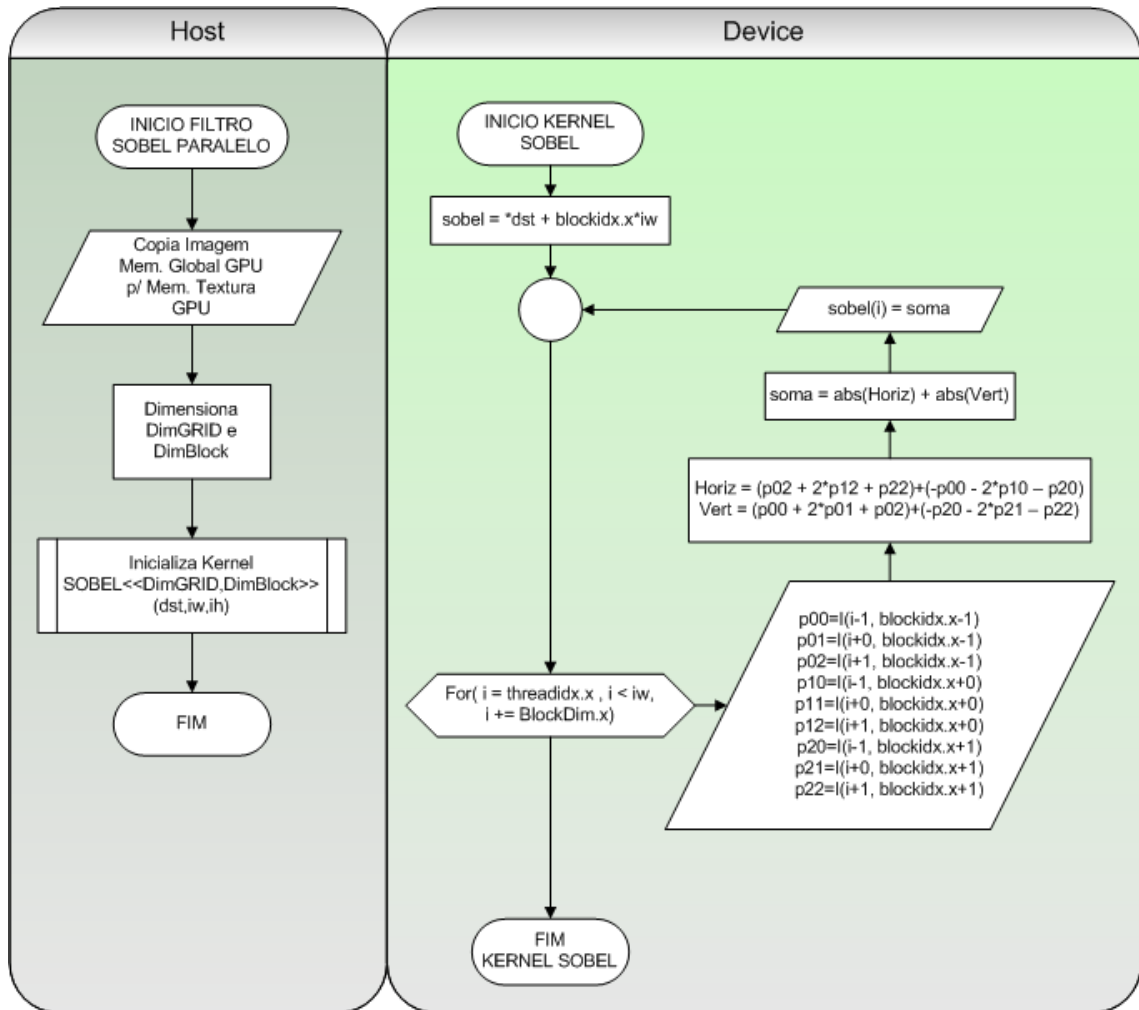 Host
Device
INICIO FILTRO
SOBEL PARALELO
Copia Imagem
Mem. Global GPU
p/ Mem. Textura
GPU
Dimensiona
DimGRID e
DimBlock
Inicializa Kernel
SOBEL<<DimGRID,DimBlock>>
(dst,iw,ih)
FIM
INICIO KERNEL
SOBEL
sobel = *dst + blockidx.x*iw
For( i = threadidx.x , i < iw,
i += BlockDim.x)
p00=I(i-1, blockidx.x-1)
p01=I(i+0, blockidx.x-1)
p02=I(i+1, blockidx.x-1)
p10=I(i-1, blockidx.x+0)
p11=I(i+0, blockidx.x+0)
p12=I(i+1, blockidx.x+0)
p20=I(i-1, blockidx.x+1)
p21=I(i+0, blockidx.x+1)
p22=I(i+1, blockidx.x+1)
Horiz = (p02 + 2*p12 + p22)+(-p00 - 2*p10 – p20)
Vert = (p00 + 2*p01 + p02)+(-p20 - 2*p21 – p22)
soma = abs(Horiz) + abs(Vert)
sobel(i) = soma
FIM
KERNEL SOBEL